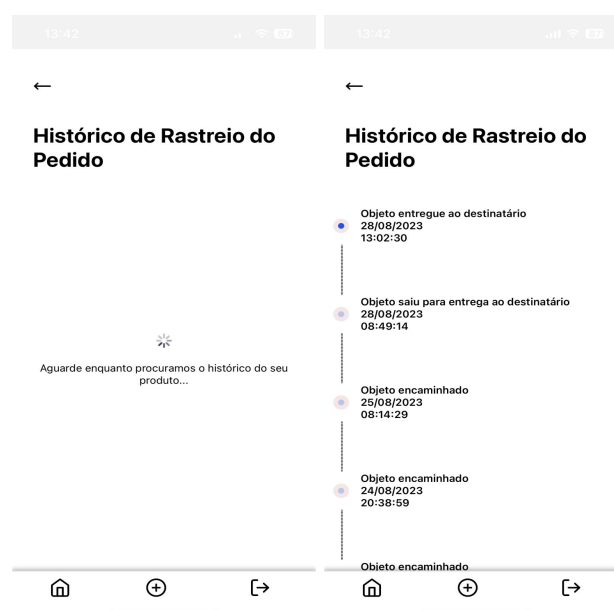 13:42
87
Histórico de Rastreio do
Pedido
Aguarde enquanto procuramos o histórico do seu
produto...
13:42
87
Histórico de Rastreio do
Pedido
Objeto entregue ao destinatário
28/08/2023
13:02:30
Objeto saiu para entrega ao destinatário
28/08/2023
08:49:14
Objeto encaminhado
25/08/2023
08:14:29
Objeto encaminhado
24/08/2023
20:38:59
Objeto encaminhado